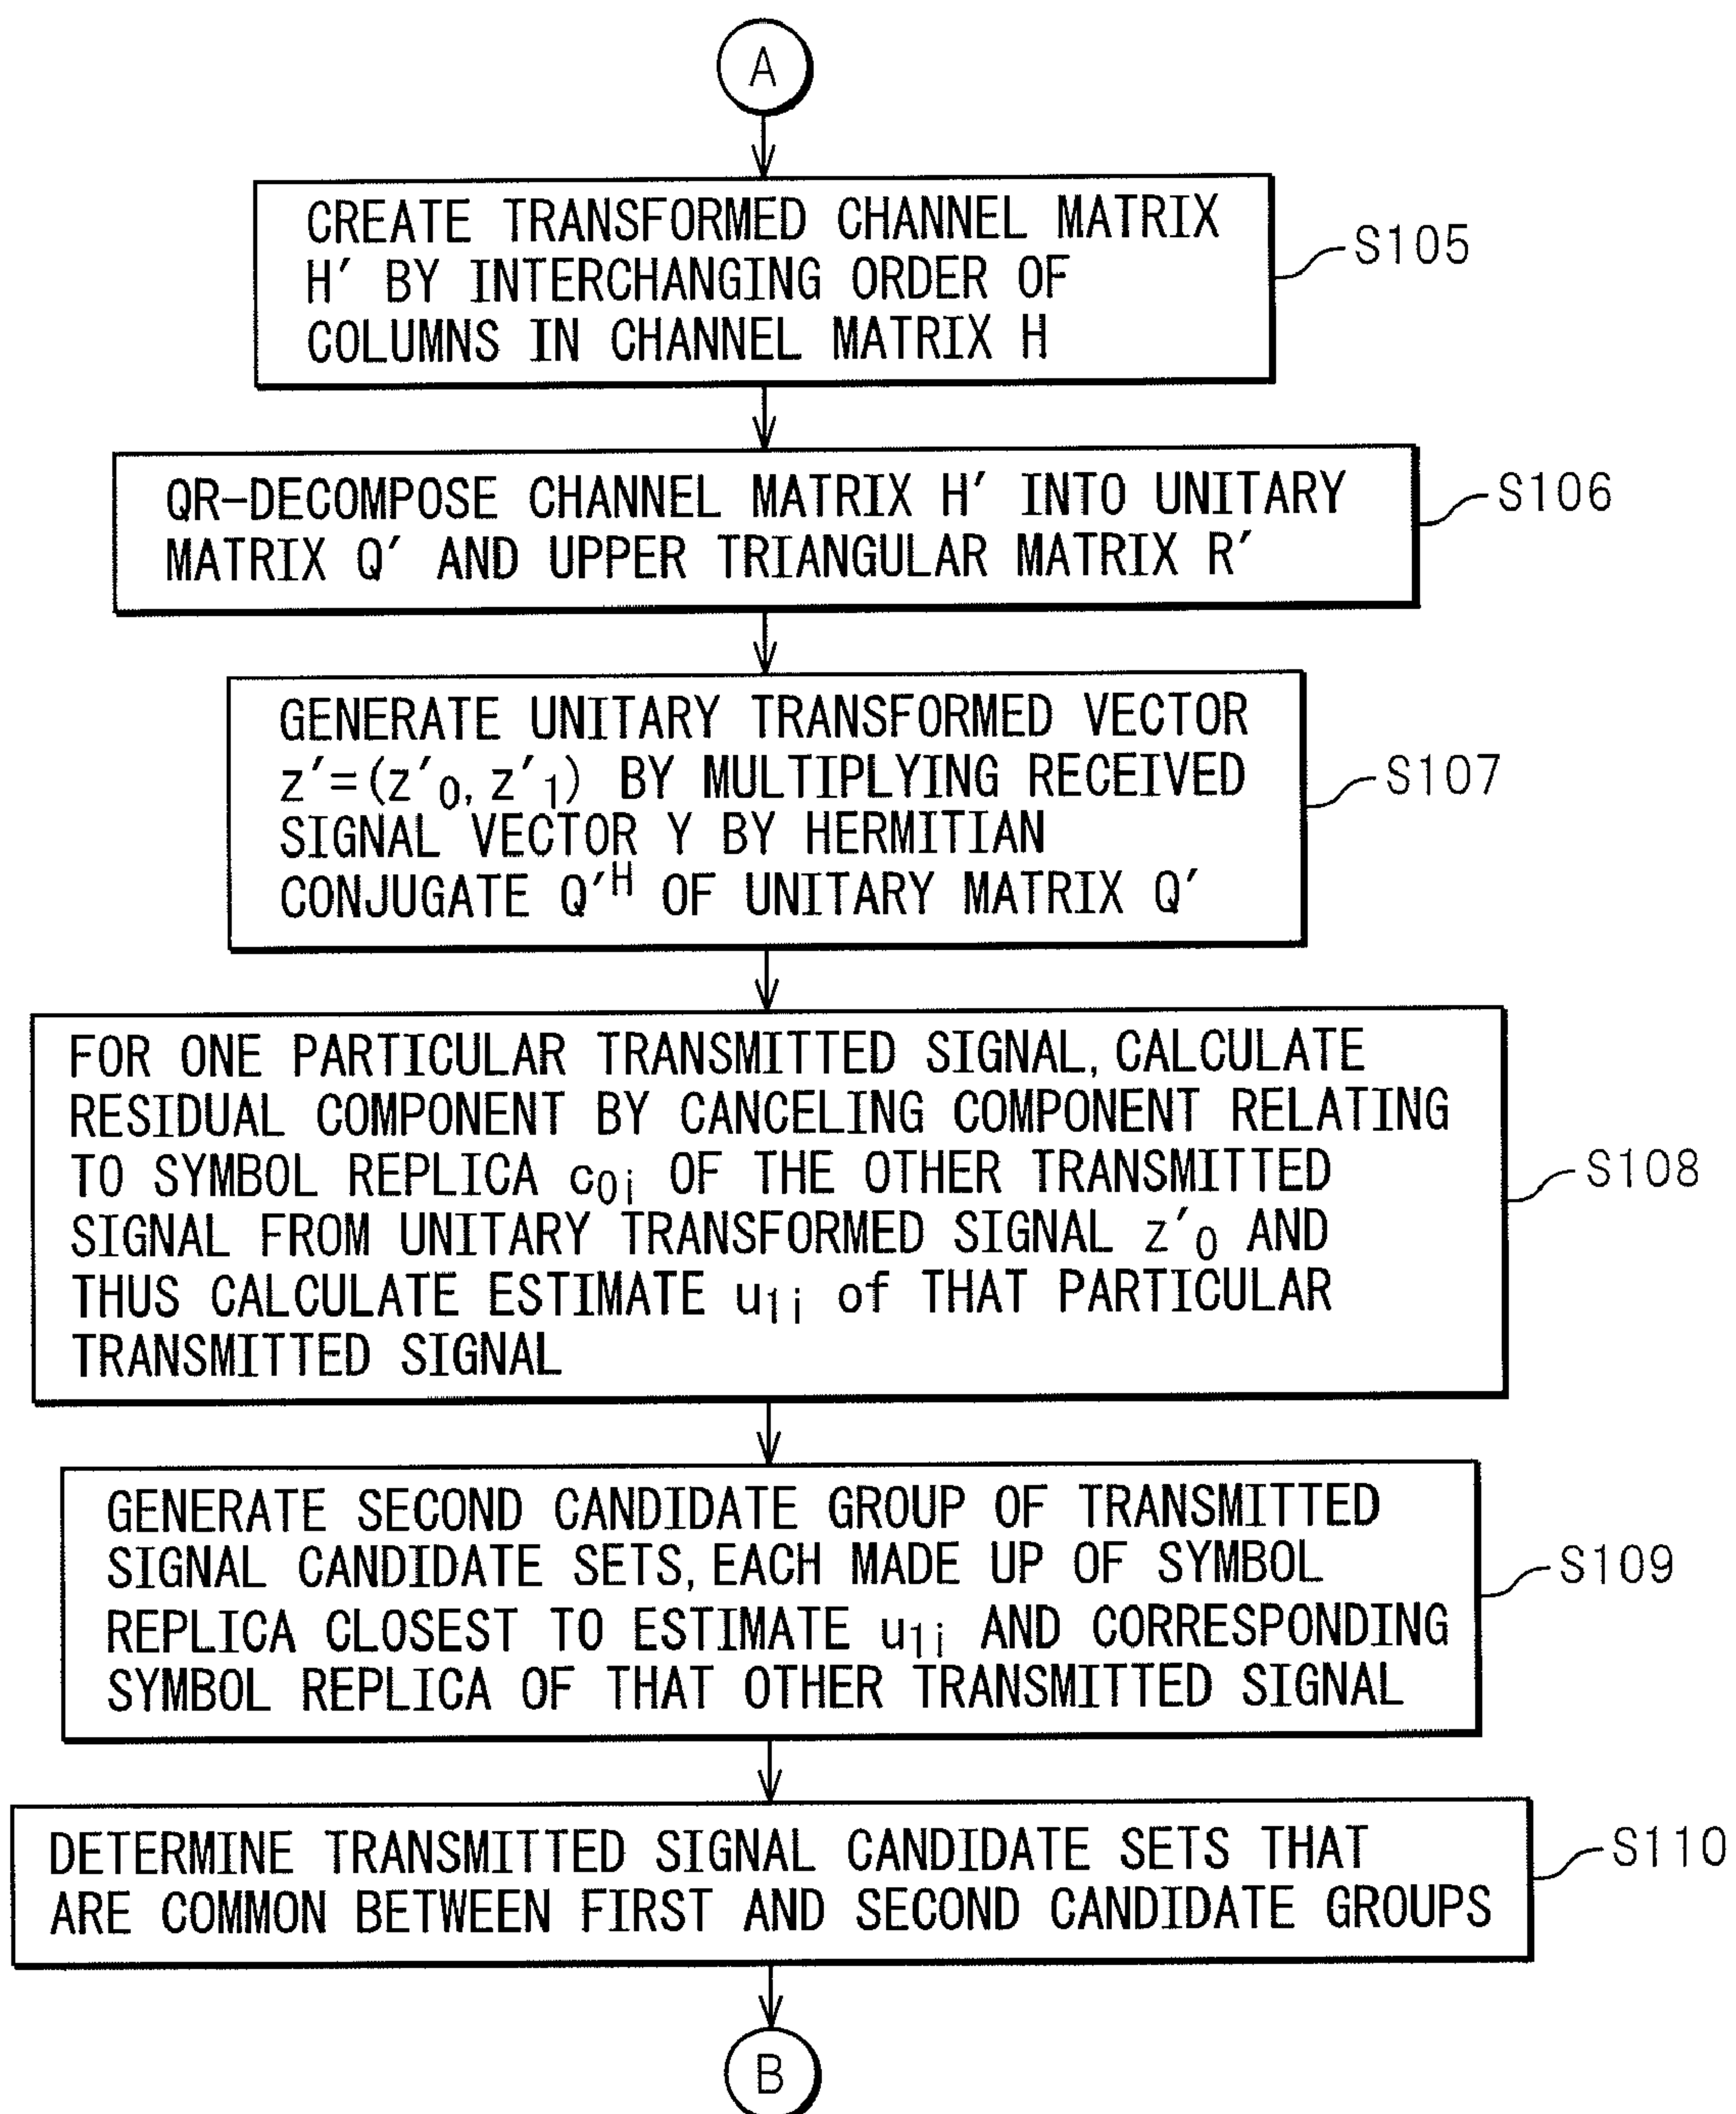 A
CREATE TRANSFORMED CHANNEL MATRIX
H′ BY INTERCHANGING ORDER OF
COLUMNS IN CHANNEL MATRIX H
S105
QR-DECOMPOSE CHANNEL MATRIX H′ INTO UNITARY
MATRIX Q′ AND UPPER TRIANGULAR MATRIX R′
S106
GENERATE UNITARY TRANSFORMED VECTOR
z′=(z′₀, z′₁) BY MULTIPLYING RECEIVED
SIGNAL VECTOR Y BY HERMITIAN
CONJUGATE Q′ᴴ OF UNITARY MATRIX Q′
S107
FOR ONE PARTICULAR TRANSMITTED SIGNAL, CALCULATE
RESIDUAL COMPONENT BY CANCELING COMPONENT RELATING
TO SYMBOL REPLICA c₀ᵢ OF THE OTHER TRANSMITTED
SIGNAL FROM UNITARY TRANSFORMED SIGNAL z′₀ AND
THUS CALCULATE ESTIMATE u₁ᵢ of THAT PARTICULAR
TRANSMITTED SIGNAL
S108
GENERATE SECOND CANDIDATE GROUP OF TRANSMITTED
SIGNAL CANDIDATE SETS, EACH MADE UP OF SYMBOL
REPLICA CLOSEST TO ESTIMATE u₁ᵢ AND CORRESPONDING
SYMBOL REPLICA OF THAT OTHER TRANSMITTED SIGNAL
S109
DETERMINE TRANSMITTED SIGNAL CANDIDATE SETS THAT
ARE COMMON BETWEEN FIRST AND SECOND CANDIDATE GROUPS
S110
B